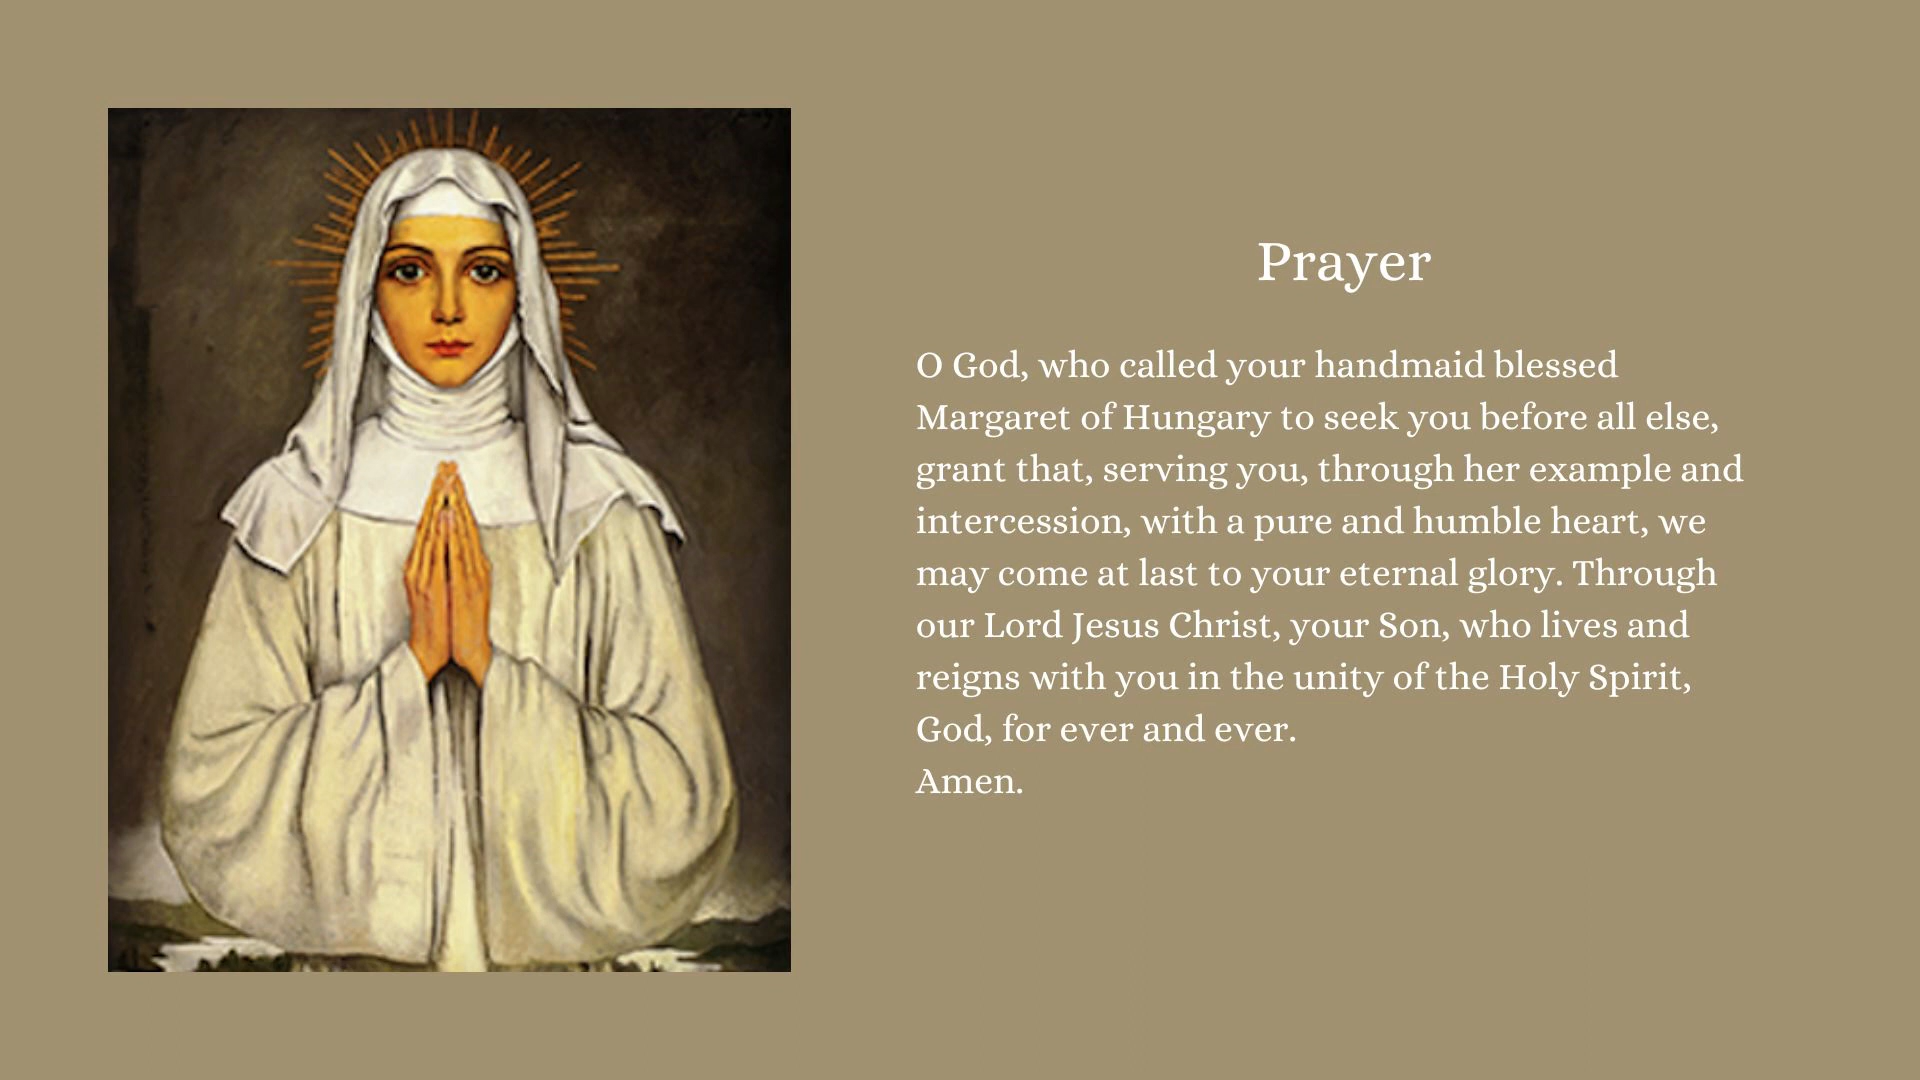 Prayer
O God, who called your handmaid blessed
Margaret of Hungary to seek you before all else,
grant that, serving you, through her example and
intercession, with a pure and humble heart, we
may come at last to your eternal glory. Through
our Lord Jesus Christ, your Son, who lives and
reigns with you in the unity of the Holy Spirit,
God, for ever and ever.
Amen.